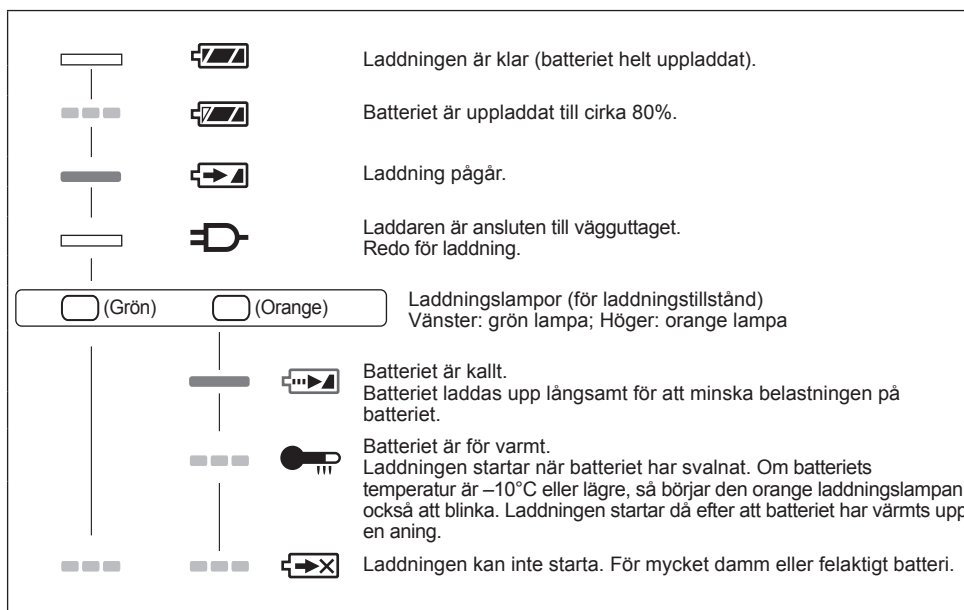 Laddningen är klar (batteriet helt uppladdat).
Batteriet är uppladdat till cirka 80%.
Laddning pågår.
Laddaren är ansluten till vägguttaget.
Redo för laddning.
(Grön) (Orange)
Laddningslampor (för laddningstillstånd)
Vänster: grön lampa; Höger: orange lampa
Batteriet är kallt.
Batteriet laddas upp långsamt för att minska belastningen på
batteriet.
Batteriet är för varmt.
Laddningen startar när batteriet har svalnat. Om batteriets
temperatur är –10°C eller lägre, så börjar den orange laddningslampan
också att blinka. Laddningen startar då efter att batteriet har värmts upp
en aning.
Laddningen kan inte starta. För mycket damm eller felaktigt batteri.